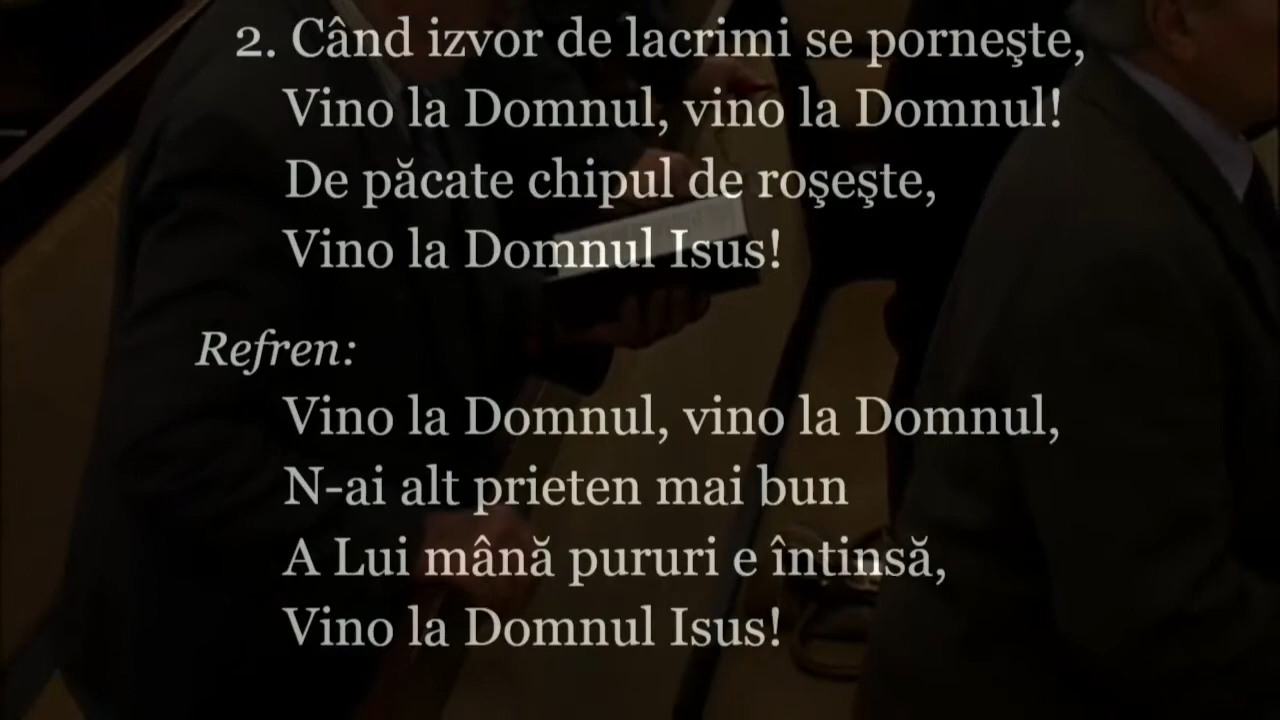 2. Când izvor de lacrimi se porneşte,
Vino la Domnul, vino la Domnul!
De păcate chipul de roşeşte,
Vino la Domnul Isus!
Refren:
Vino la Domnul, vino la Domnul,
N-ai alt prieten mai bun
A Lui mână pururi e întinsă,
Vino la Domnul Isus!